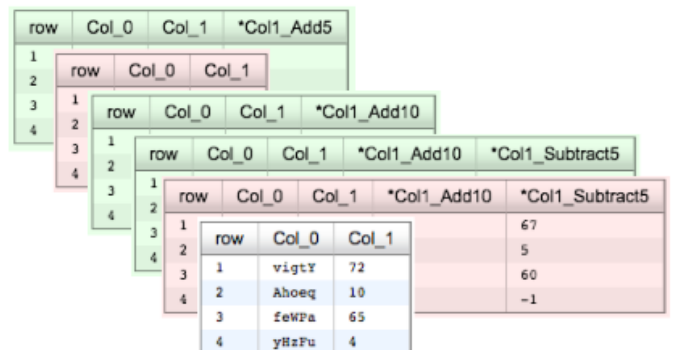 row Col_0 Col_1 *Col1_Add5
1
2
3
4
row Col_0 Col_1
1
2
3
4
row Col_0 Col_1 *Col1_Add10
1
2
3
4
row Col_0 Col_1 *Col1_Add10 *Col1_Subtract5
1
2
3
4
row Col_0 Col_1 *Col1_Add10 *Col1_Subtract5
1 67
2 5
3 60
4 -1
row Col_0 Col_1
1 vigtY 72
2 Ahoeq 10
3 feWPa 65
4 yHzFu 4